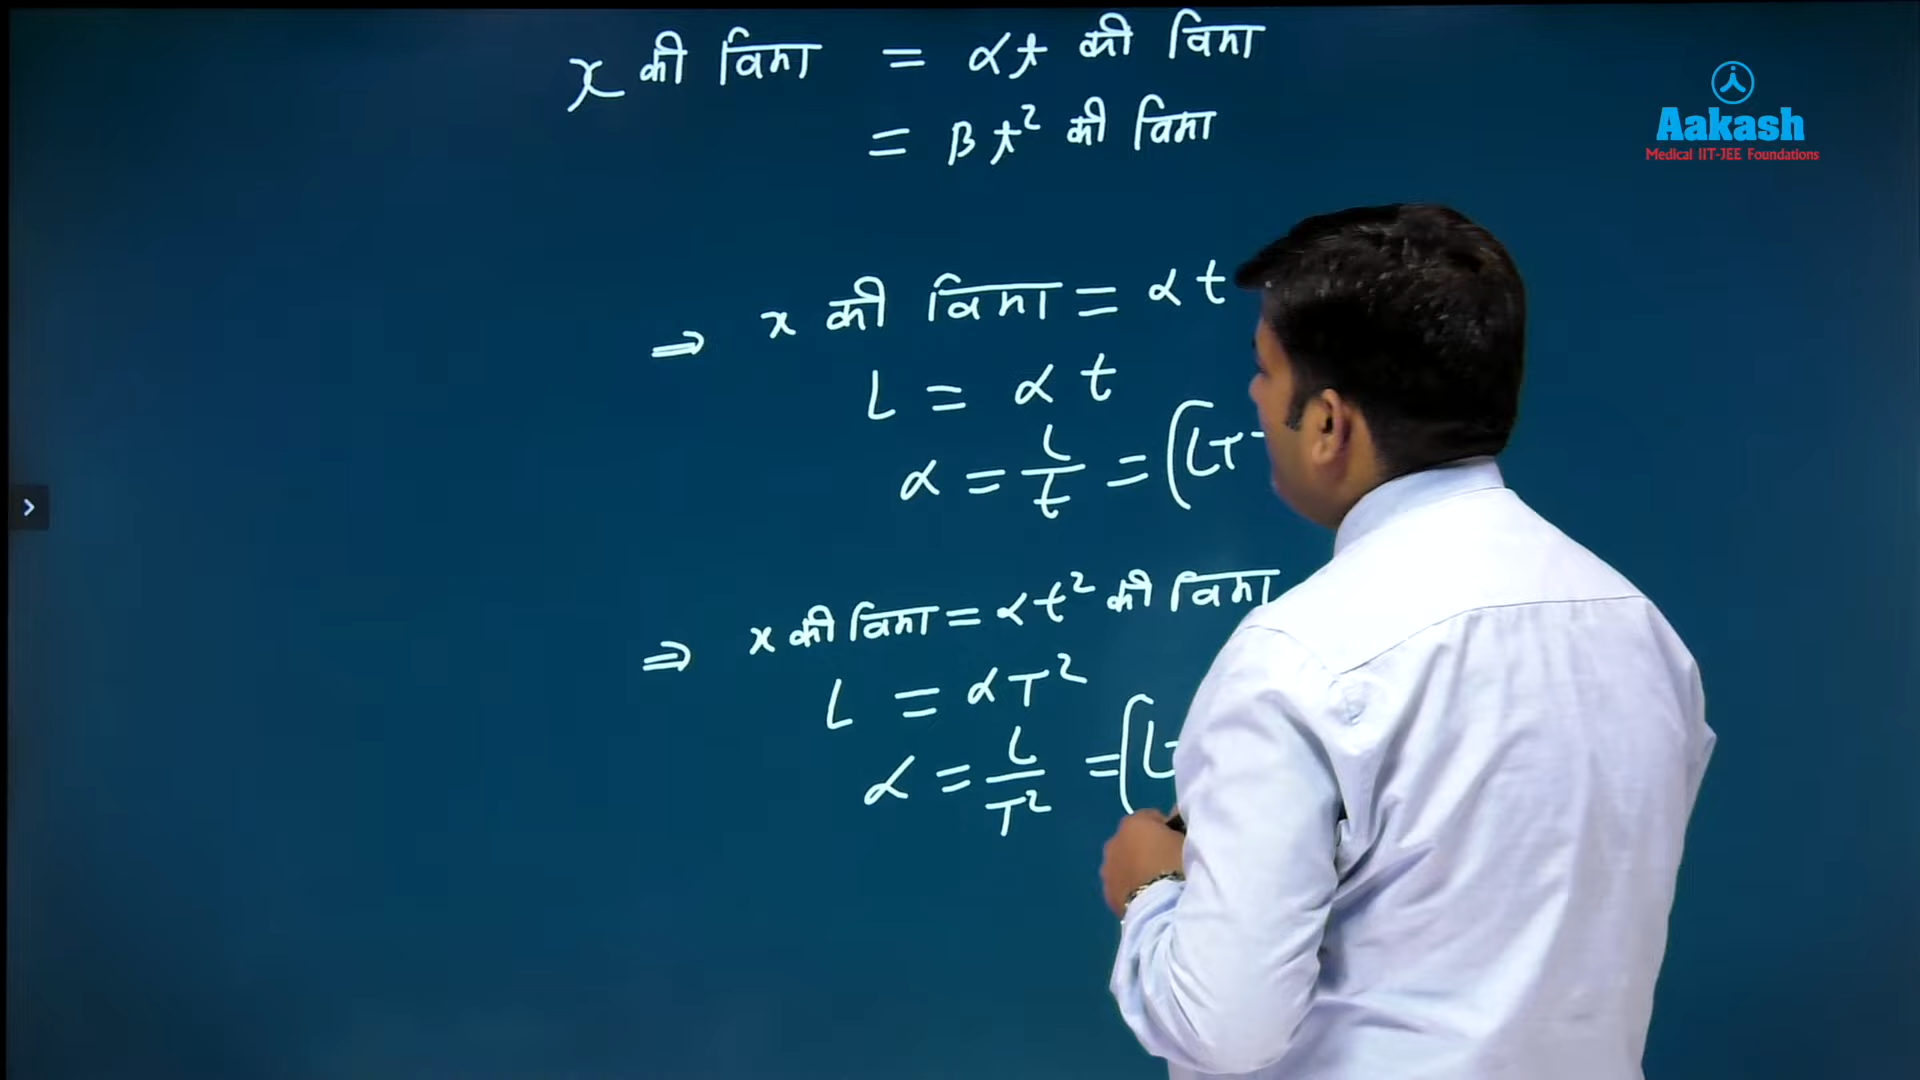 x की विमा = αt की विमा
= βt² की विमा
Aakash
Medical IIT-JEE Foundations
⇒ x की विमा = αt
L = αt
α = L/t = [LT⁻
⇒ x की विमा = αt² की विमा
L = αT²
α = L/T² = [L